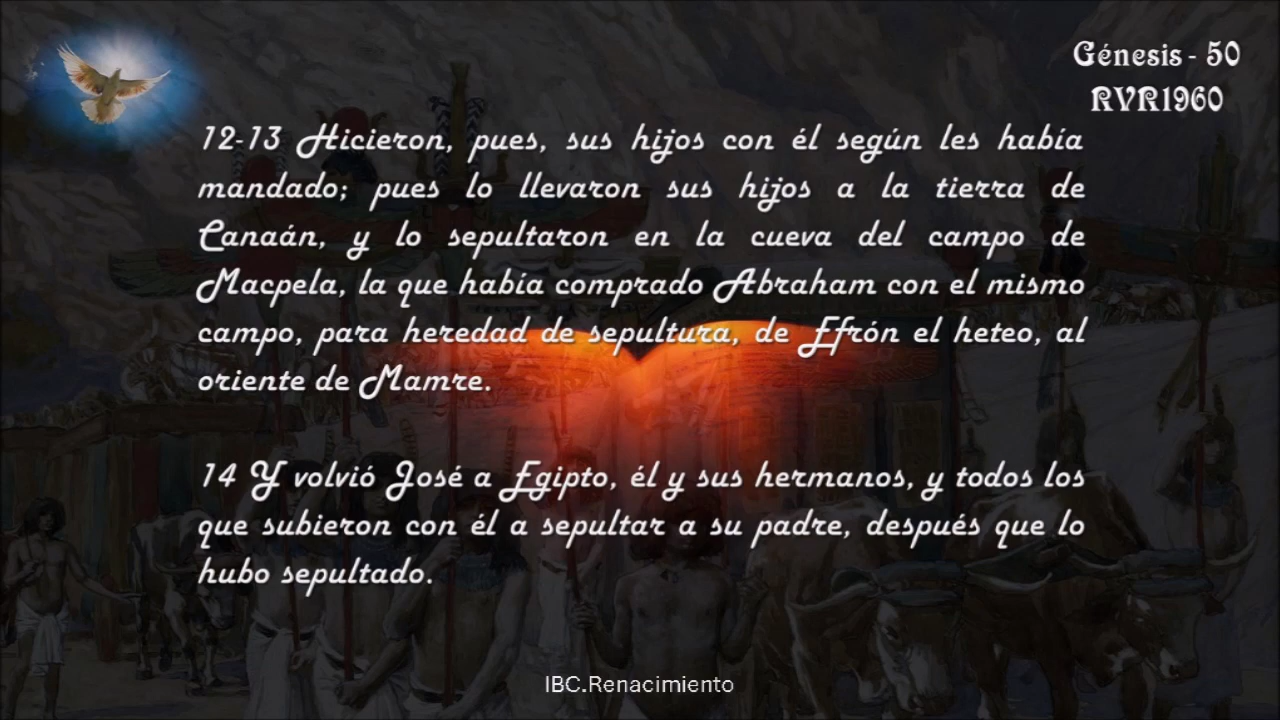 Génesis - 50
RVR1960
12-13 Hicieron, pues, sus hijos con él según les había
mandado; pues lo llevaron sus hijos a la tierra de
Canaán, y lo sepultaron en la cueva del campo de
Macpela, la que había comprado Abraham con el mismo
campo, para heredad de sepultura, de Efrón el heteo, al
oriente de Mamre.
14 Y volvió José a Egipto, él y sus hermanos, y todos los
que subieron con él a sepultar a su padre, después que lo
hubo sepultado.
IBC.Renacimiento